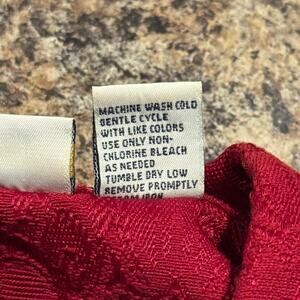 MACHINE WASH COLD
GENTLE CYCLE
WITH LIKE COLORS
USE ONLY NON-
CHLORINE BLEACH
AS NEEDED
TUMBLE DRY LOW
REMOVE PROMPTLY
IRON